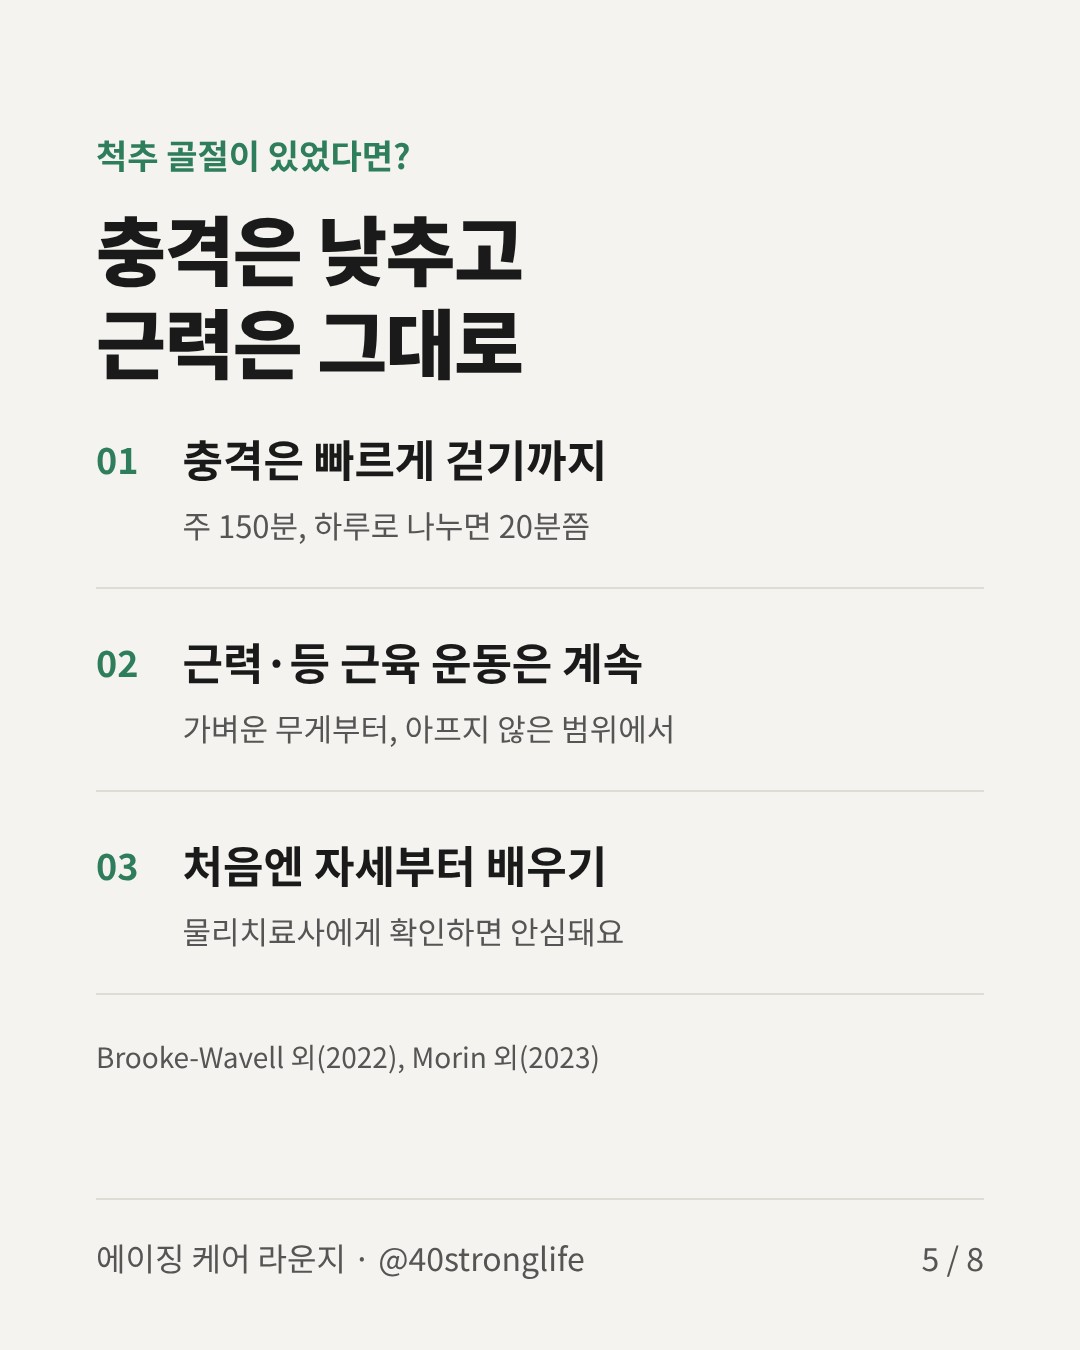 척추 골절이 있었다면?
충격은 낮추고
근력은 그대로
01 충격은 빠르게 걷기까지
주 150분, 하루로 나누면 20분쯤
02 근력·등 근육 운동은 계속
가벼운 무게부터, 아프지 않은 범위에서
03 처음엔 자세부터 배우기
물리치료사에게 확인하면 안심돼요
Brooke-Wavell 외(2022), Morin 외(2023)
에이징 케어 라운지 · @40stronglife 5 / 8